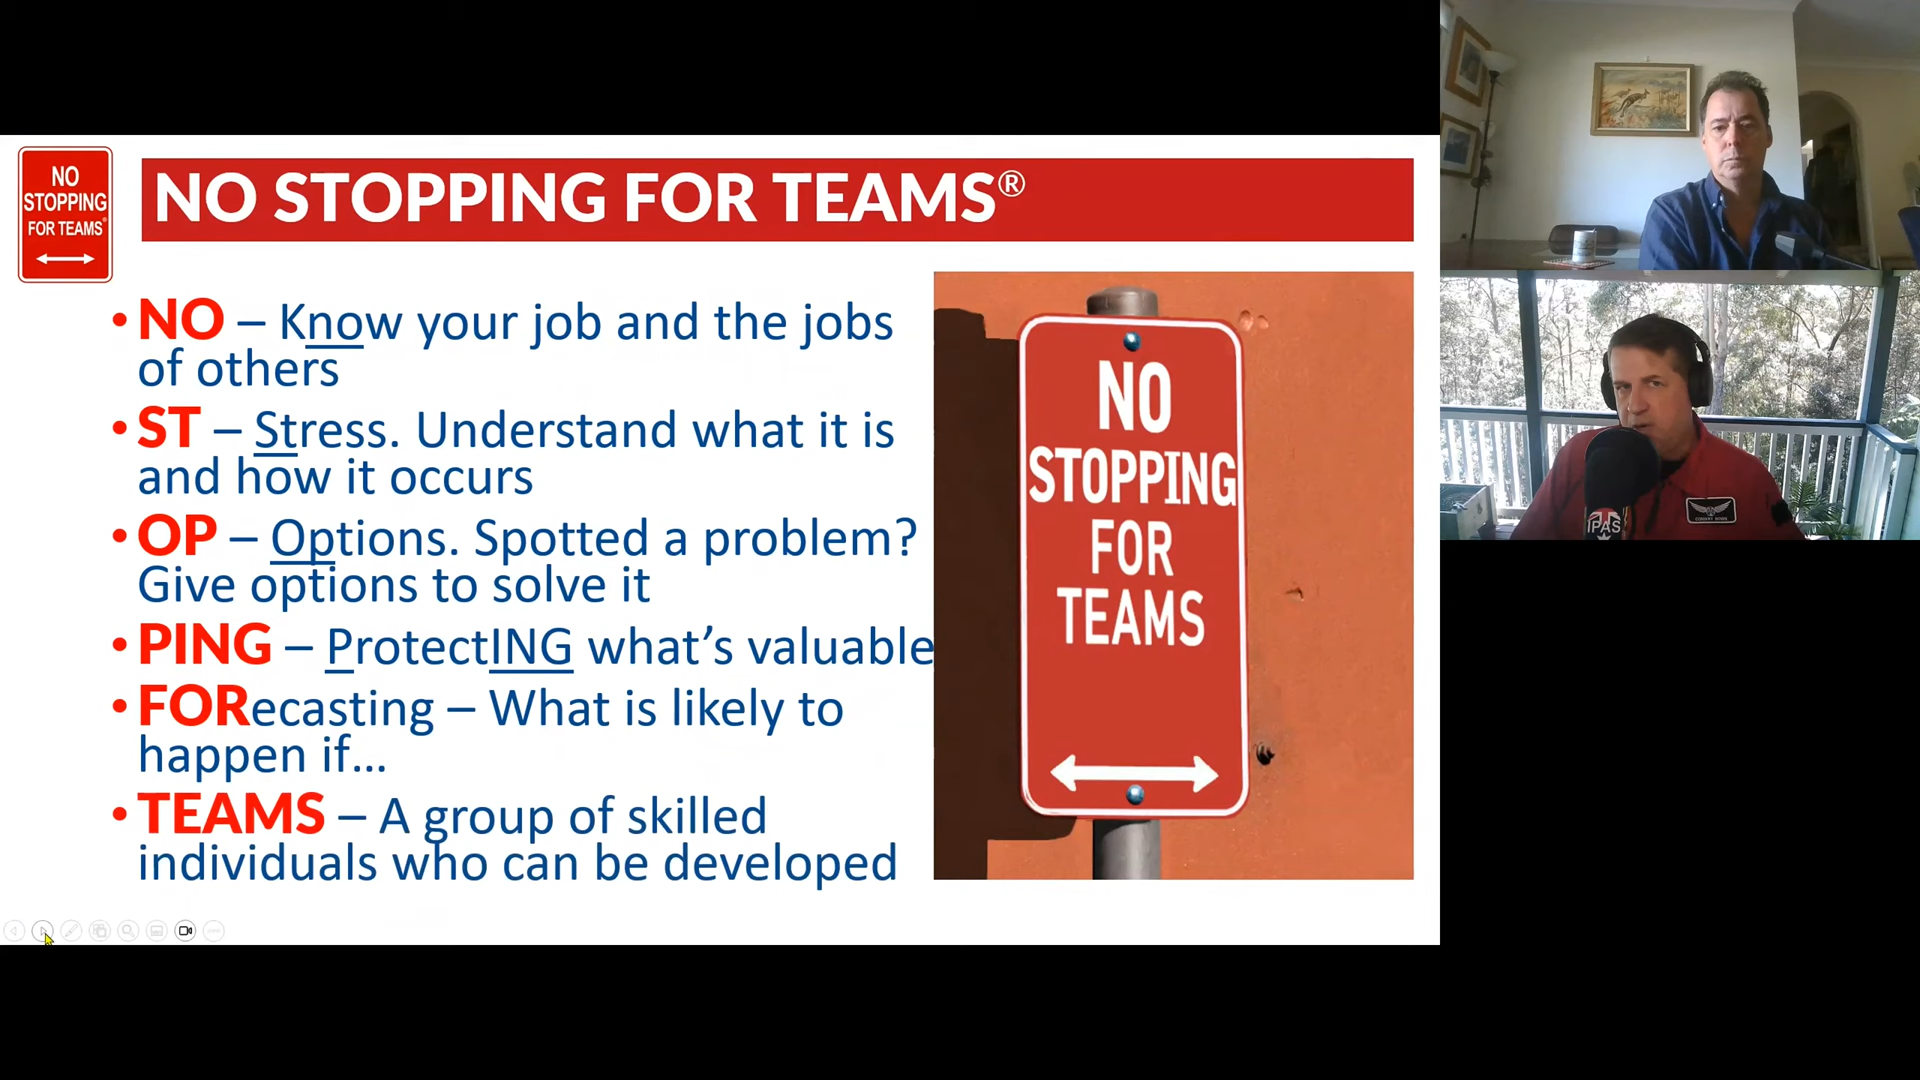 NO
STOPPING
FOR TEAMS®
NO STOPPING FOR TEAMS®
• NO – Know your job and the jobs
of others
• ST – Stress. Understand what it is
and how it occurs
• OP – Options. Spotted a problem?
Give options to solve it
• PING – ProtectING what's valuable
• FORecasting – What is likely to
happen if...
• TEAMS – A group of skilled
individuals who can be developed
NO
STOPPING
FOR
TEAMS
IPAS